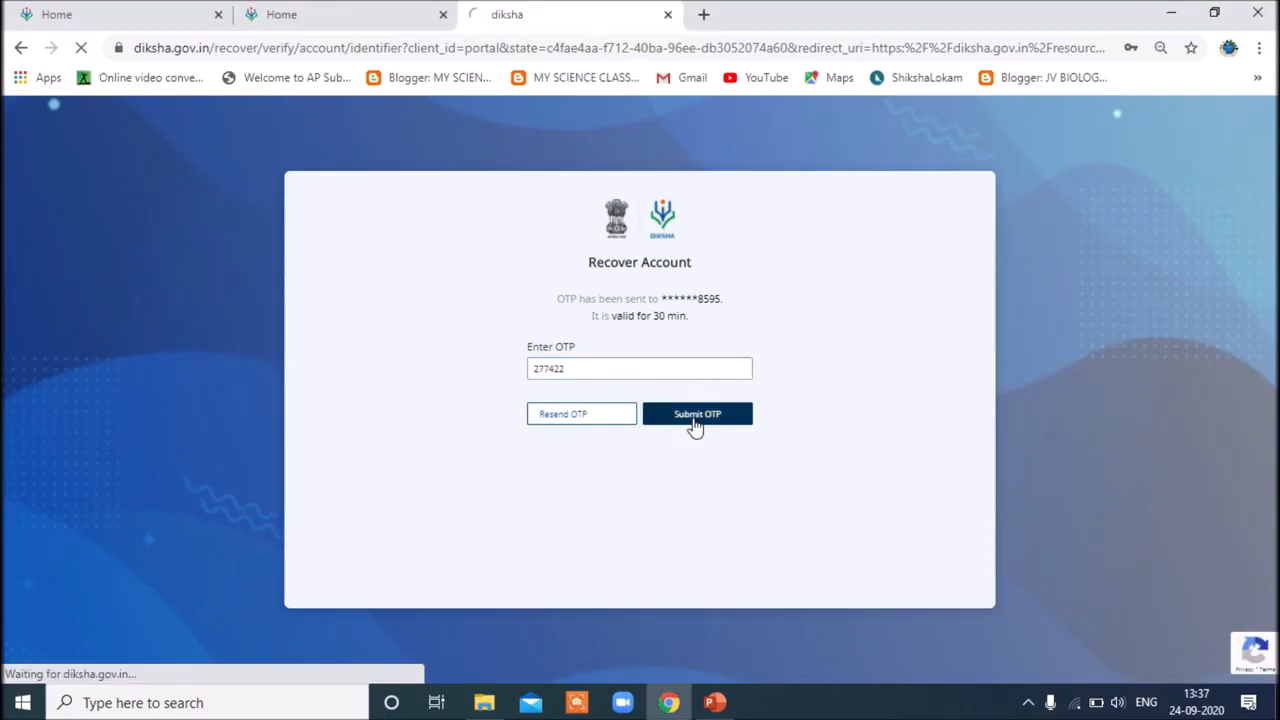 Home
Home
diksha
diksha.gov.in/recover/verify/account/identifier?client_id=portal&state=c4fae4aa-f712-40ba-96ee-db3052074a60&redirect_uri=https:%2F%2Fdiksha.gov.in%2Fresourc...
Apps
Online video conve...
Welcome to AP Sub...
Blogger: MY SCIEN...
MY SCIENCE CLASS...
Gmail
YouTube
Maps
ShikshaLokam
Blogger: JV BIOLOG...
»
DIKSHA
Recover Account
OTP has been sent to ******8595.
It is valid for 30 min.
Enter OTP
277422
Resend OTP
Submit OTP
Privacy - Terms
Waiting for diksha.gov.in...
Type here to search
ENG
13:37
24-09-2020